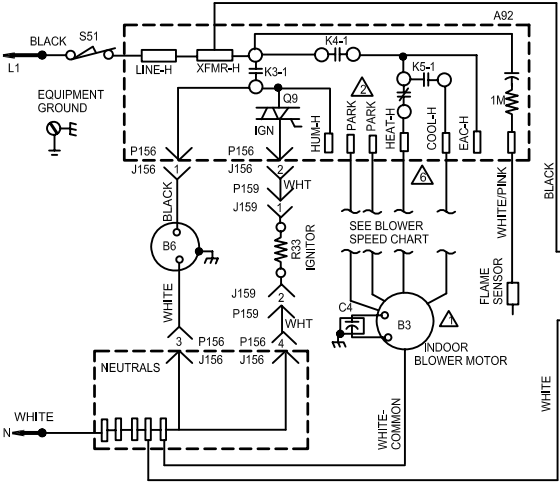 A92
BLACK
S51
L1
LINE-H
XFMR-H
K4-1
K5-1
K3-1
EQUIPMENT
GROUND
Q9
IGN
2
1M
HUM-H
PARK
PARK
HEAT-H
COOL-H
EAC-H
P156
P156
J156
1
J156
2
6
BLACK
P159
WHT
J159
1
WHITE/PINK
BLACK
SEE BLOWER
SPEED CHART
B6
R33
IGNITOR
FLAME
SENSOR
WHITE
J159
2
P159
WHT
C4
B3
1
INDOOR
BLOWER MOTOR
3
P156
P156
4
J156
J156
NEUTRALS
WHITE-
COMMON
WHITE
WHITE
N